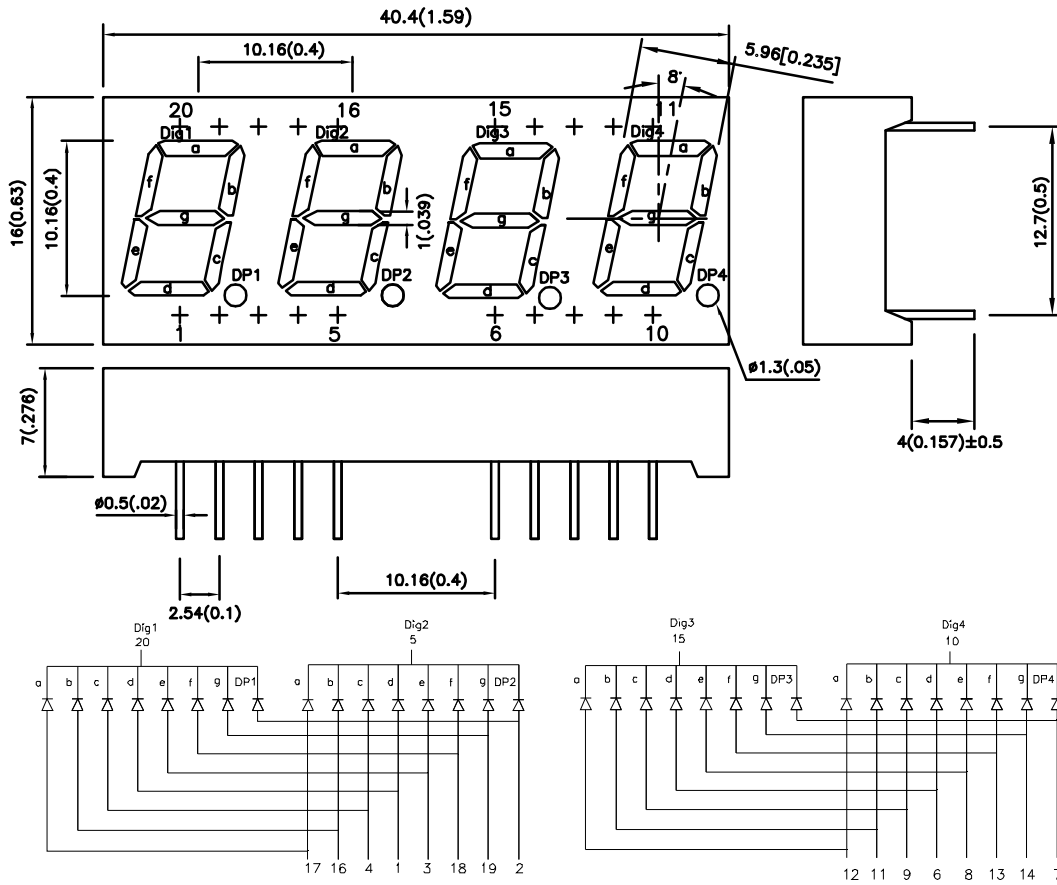 40.4(1.59)
10.16(0.4)
5.96[0.235]
8°
20 16 15 11
Dig1 Dig2 Dig3 Dig4
a a a a
f b f b f b f b
16(0.63)
10.16(0.4)
g g g g
1(.039)
12.7(0.5)
e c e c e c e c
d d d d
DP1 DP2 DP3 DP4
1 5 6 10
ø1.3(.05)
4(0.157)±0.5
7(.276)
ø0.5(.02)
2.54(0.1)
10.16(0.4)
Dig1 Dig2 Dig3 Dig4
20 5 15 10
a b c d e f g DP1 a b c d e f g DP2 a b c d e f g DP3 a b c d e f g DP4
17 16 4 1 3 18 19 2 12 11 9 6 8 13 14